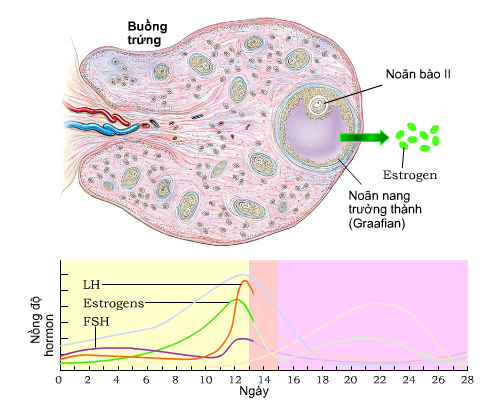 Buồng
trứng
Noãn bào II
Estrogen
Noãn nang
trưởng thành
(Graafian)
Nồng độ
hormon
LH
Estrogens
FSH
0 2 4 6 8 10 12 14 16 18 20 22 24 26 28
Ngày